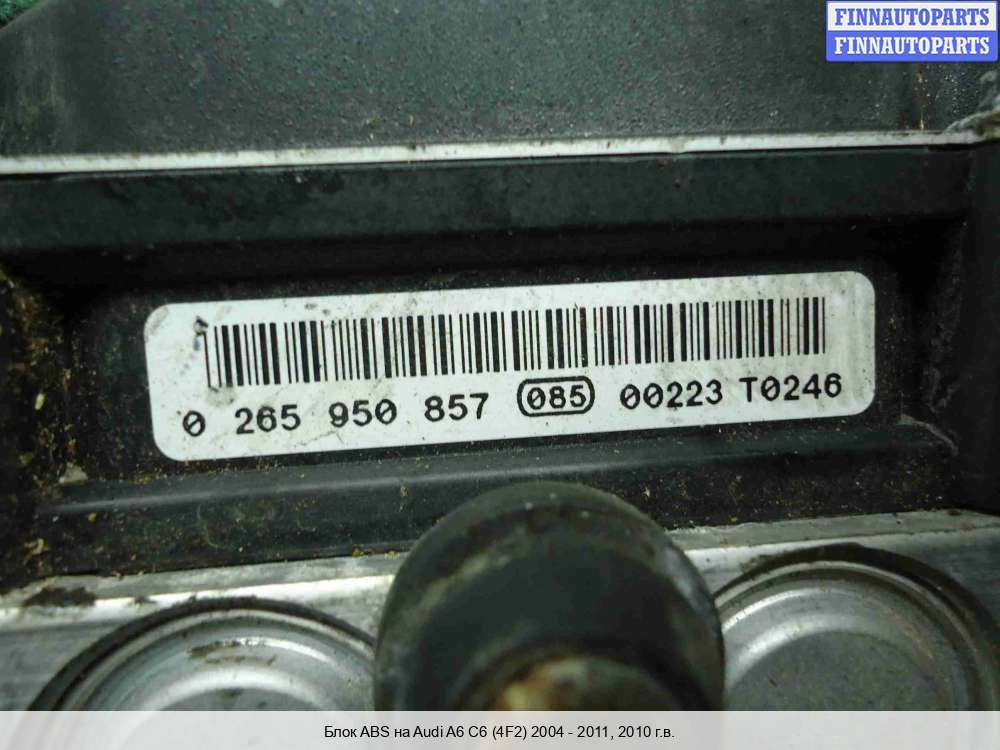 FINNAUTOPARTS
FINNAUTOPARTS
0 265 950 857 085 00223 T0246
Блок ABS на Audi A6 C6 (4F2) 2004 - 2011, 2010 г.в.